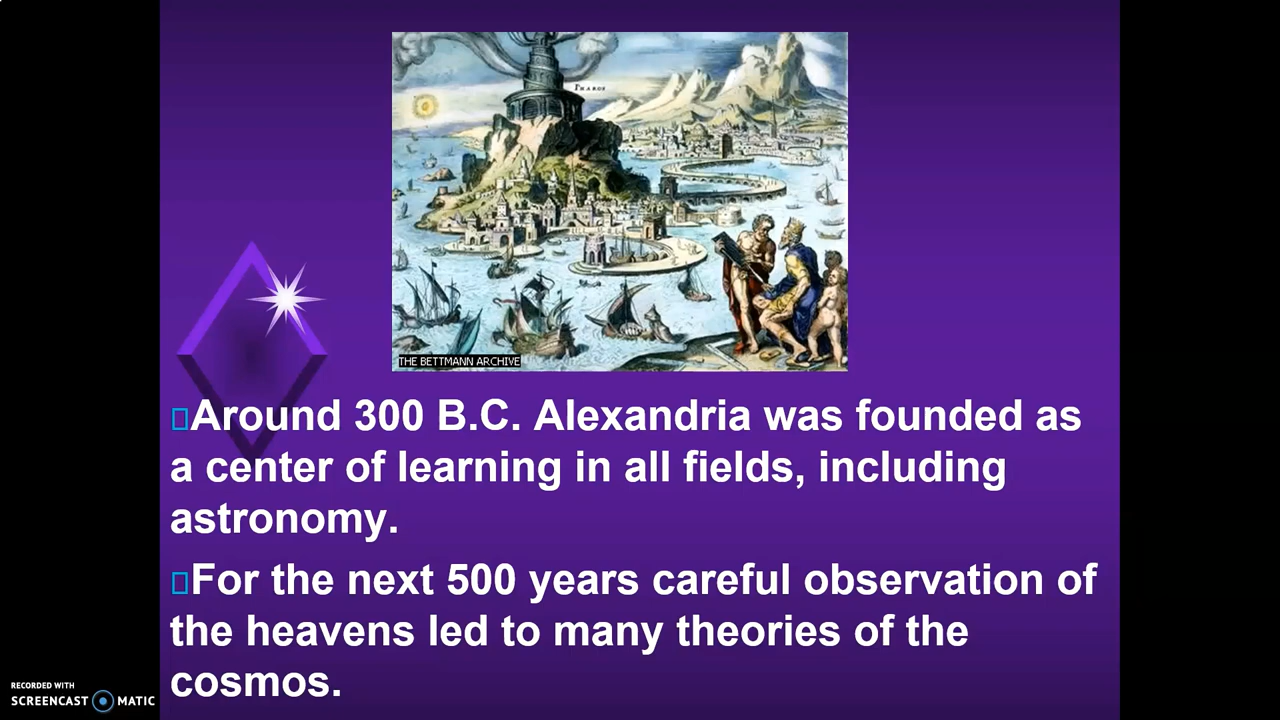 PHAROS
THE BETTMANN ARCHIVE
Around 300 B.C. Alexandria was founded as
a center of learning in all fields, including
astronomy.
For the next 500 years careful observation of
the heavens led to many theories of the
cosmos.
RECORDED WITH
SCREENCAST MATIC